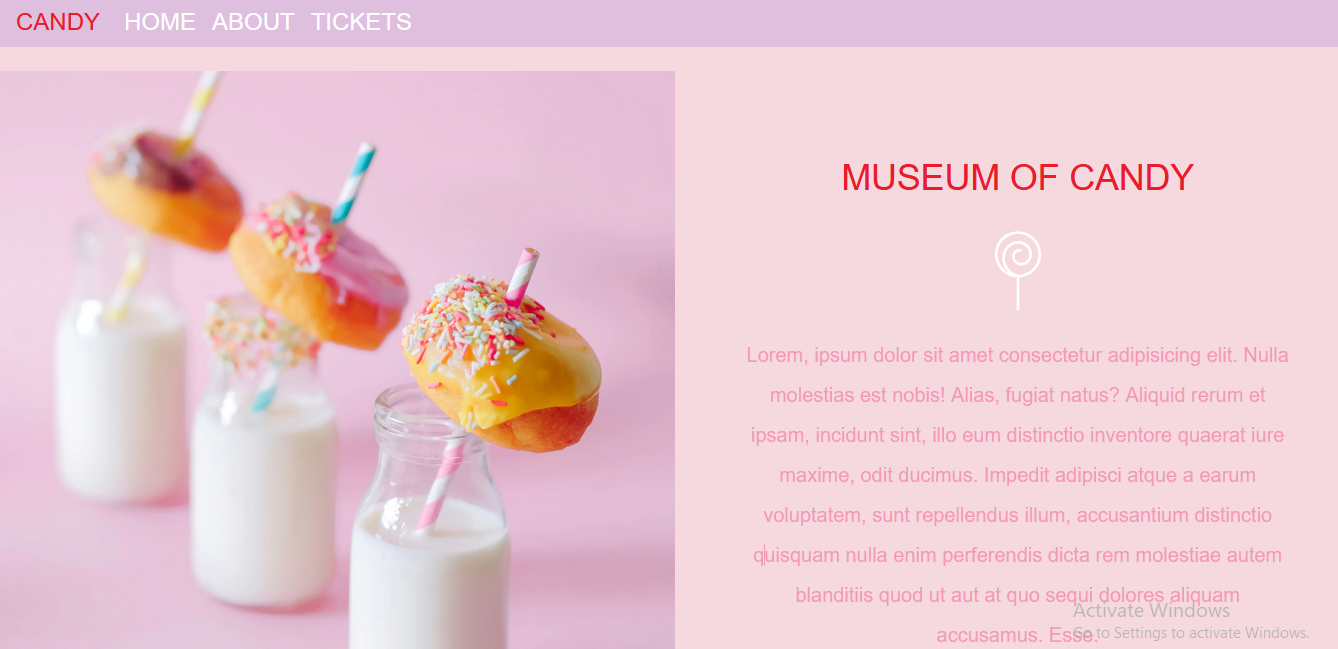 CANDY HOME ABOUT TICKETS
MUSEUM OF CANDY
Lorem, ipsum dolor sit amet consectetur adipisicing elit. Nulla
molestias est nobis! Alias, fugiat natus? Aliquid rerum et
ipsam, incidunt sint, illo eum distinctio inventore quaerat iure
maxime, odit ducimus. Impedit adipisci atque a earum
voluptatem, sunt repellendus illum, accusantium distinctio
quisquam nulla enim perferendis dicta rem molestiae autem
blanditiis quod ut aut at quo sequi dolores aliquam
accusamus. Esse.
Activate Windows
Go to Settings to activate Windows.